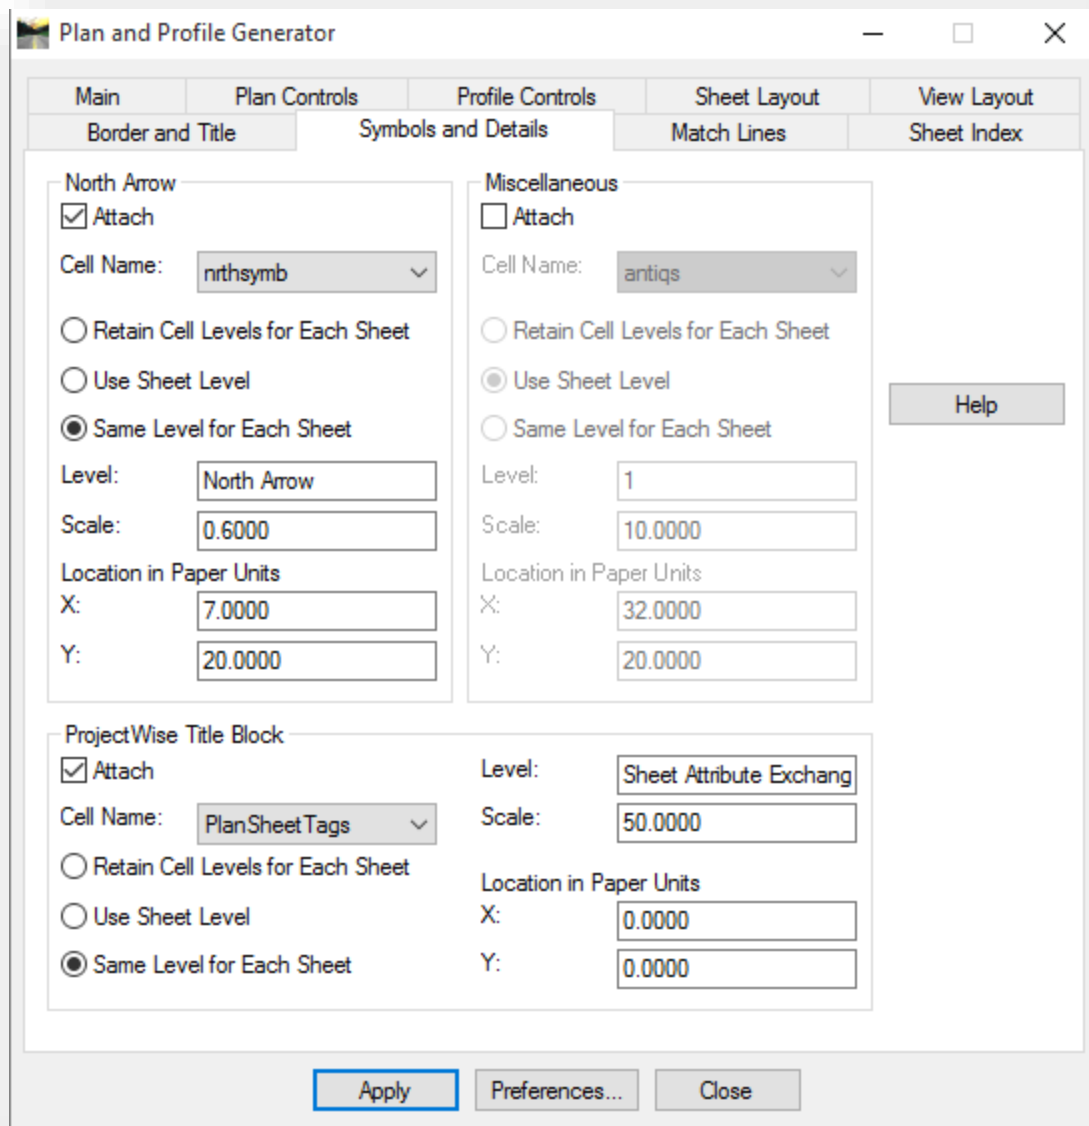 Plan and Profile Generator
Main Plan Controls Profile Controls Sheet Layout View Layout
Border and Title Symbols and Details Match Lines Sheet Index
North Arrow
Attach
Cell Name: nrthsymb
Retain Cell Levels for Each Sheet
Use Sheet Level
Same Level for Each Sheet
Level: North Arrow
Scale: 0.6000
Location in Paper Units
X: 7.0000
Y: 20.0000
Miscellaneous
Attach
Cell Name: antiqs
Retain Cell Levels for Each Sheet
Use Sheet Level
Same Level for Each Sheet
Level: 1
Scale: 10.0000
Location in Paper Units
X: 32.0000
Y: 20.0000
Help
ProjectWise Title Block
Attach
Cell Name: PlanSheetTags
Retain Cell Levels for Each Sheet
Use Sheet Level
Same Level for Each Sheet
Level: Sheet Attribute Exchang
Scale: 50.0000
Location in Paper Units
X: 0.0000
Y: 0.0000
Apply Preferences... Close